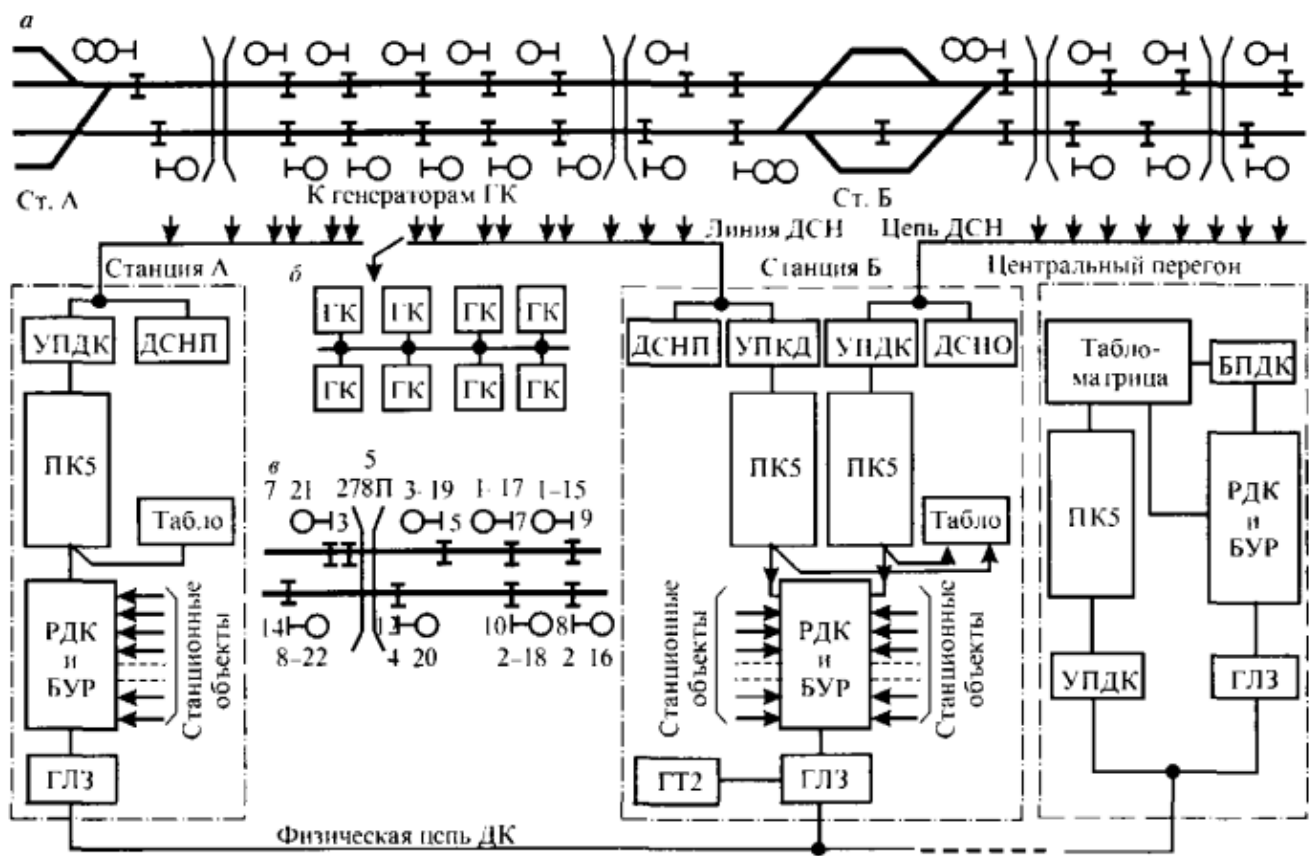 а
Ст. А
К генераторам ГК
Ст. Б
Линия ДСН
Цепь ДСН
Станция А
б
Станция Б
Центральный перегон
УПДК
ДСНП
ГК
ГК
ГК
ГК
ГК
ГК
ГК
ГК
ДСНП
УПКД
УПДК
ДСНО
Табло-
матрица
БПДК
ПК5
ПК5
ПК5
ПК5
РДК
и
БУР
Табло
Табло
в
5
7 21 278П 3-19 1-17 1-15
3 5 7 9
14 12 10 8
8-22 4 20 2-18 2 16
РДК
и
БУР
Станционные
объекты
Станционные
объекты
РДК
и
БУР
Станционные
объекты
УПДК
ГЛЗ
ГЛЗ
ГТ2
ГЛЗ
Физическая цепь ДК